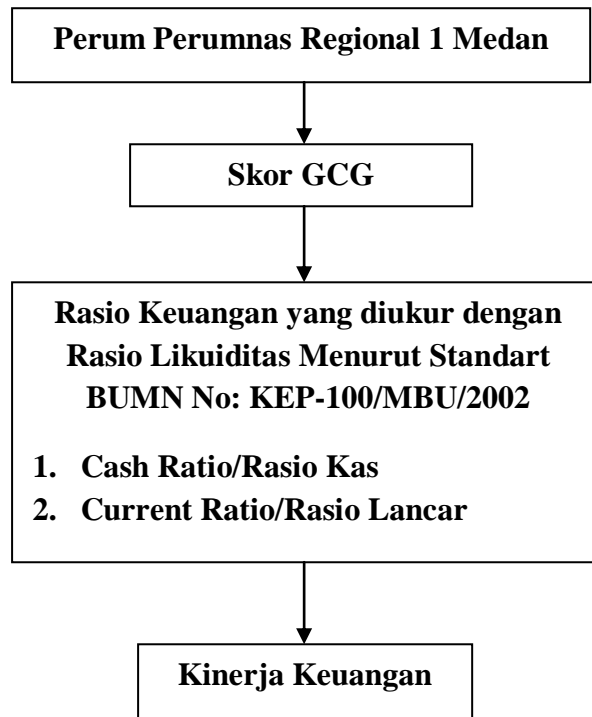 Perum Perumnas Regional 1 Medan
Skor GCG
Rasio Keuangan yang diukur dengan
Rasio Likuiditas Menurut Standart
BUMN No: KEP-100/MBU/2002
1. Cash Ratio/Rasio Kas
2. Current Ratio/Rasio Lancar
Kinerja Keuangan